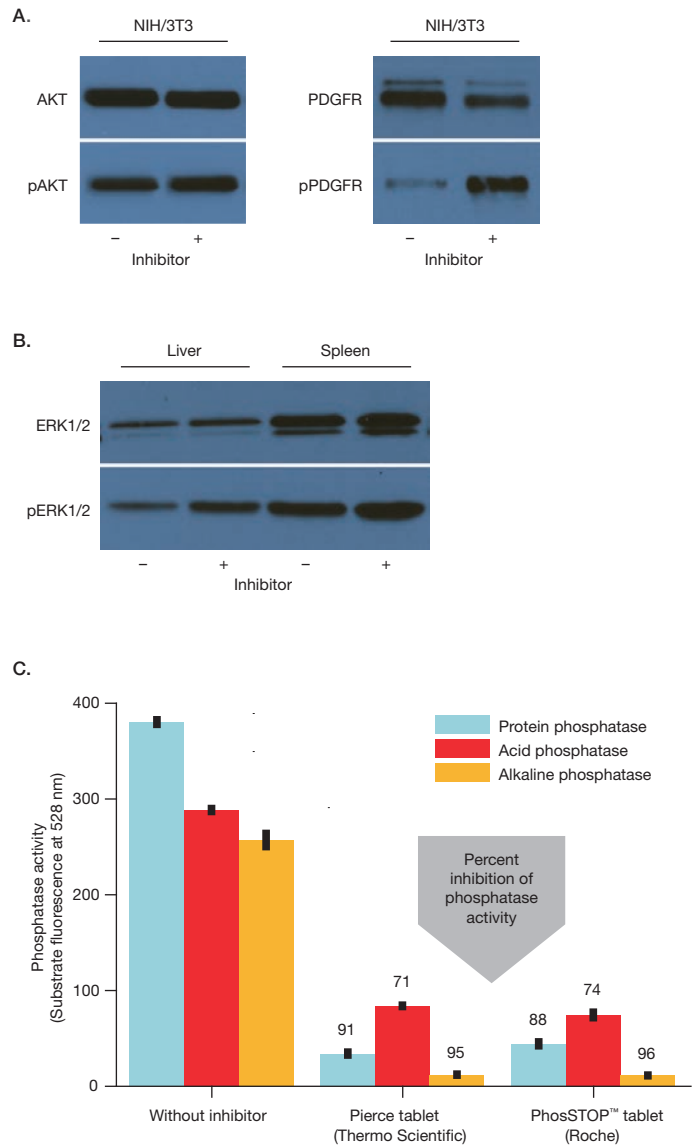 A.
NIH/3T3
NIH/3T3
AKT
PDGFR
pAKT
pPDGFR
– +
– +
Inhibitor
Inhibitor
B.
Liver Spleen
ERK1/2
pERK1/2
– + – +
Inhibitor
C.
Phosphatase activity
(Substrate fluorescence at 528 nm)
400
300
200
100
0
Protein phosphatase
Acid phosphatase
Alkaline phosphatase
Percent
inhibition of
phosphatase
activity
91
71
95
88
74
96
Without inhibitor
Pierce tablet
(Thermo Scientific)
PhosSTOP™ tablet
(Roche)